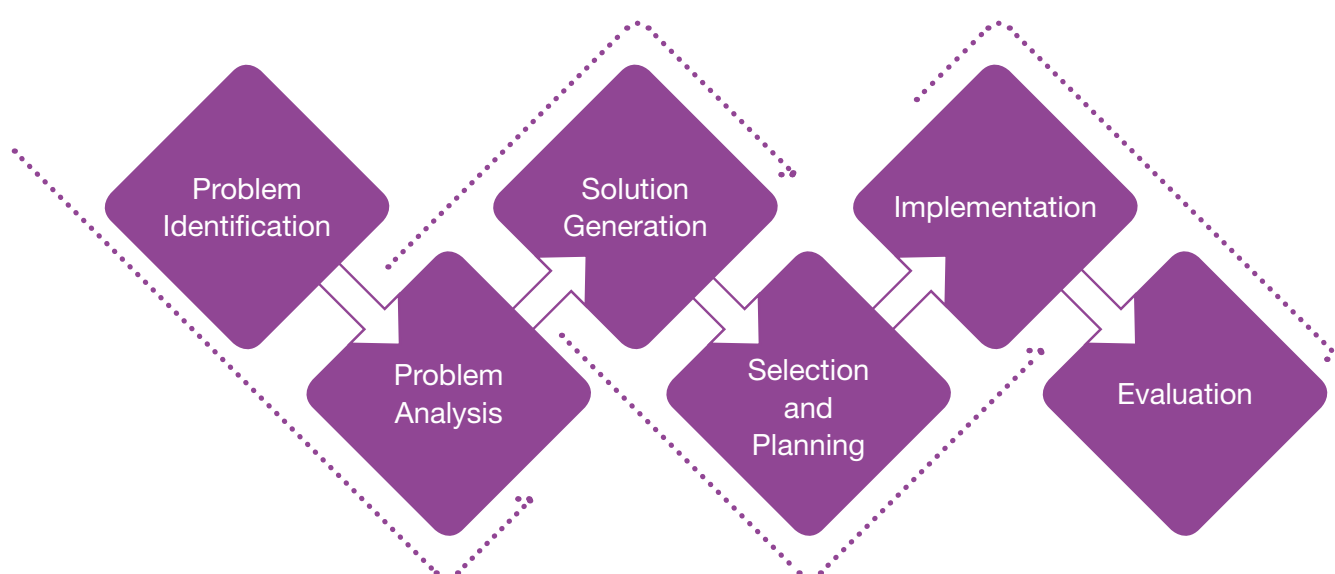 Problem
Identification
Problem
Analysis
Solution
Generation
Selection
and
Planning
Implementation
Evaluation